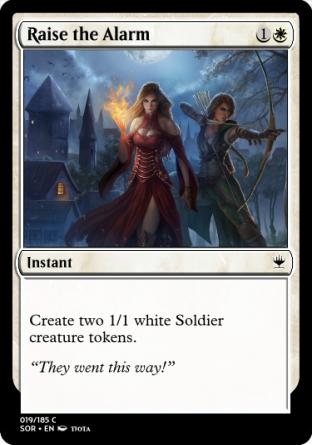 Raise the Alarm 1
Instant
Create two 1/1 white Soldier
creature tokens.
“They went this way!”
019/185 C
SOR • EN TJOTA